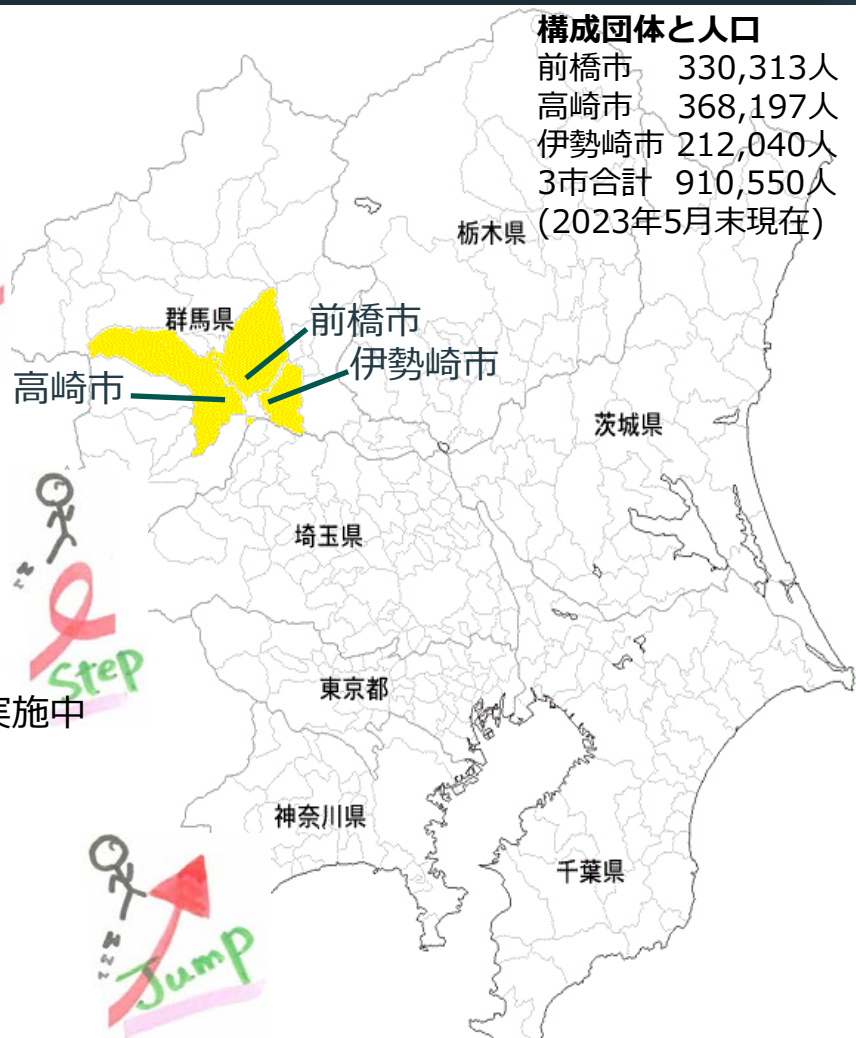 構成団体と人口
前橋市 330,313人
高崎市 368,197人
伊勢崎市 212,040人
3市合計 910,550人
(2023年5月末現在)
栃木県
群馬県
前橋市
伊勢崎市
高崎市
茨城県
埼玉県
Step
東京都
実施中
神奈川県
千葉県
Jump